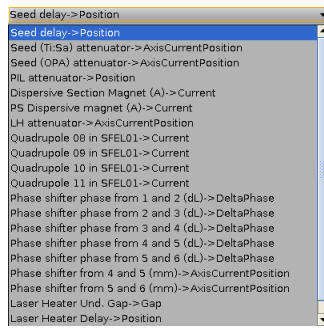 Seed delay->Position
Seed delay->Position
Seed (Ti:Sa) attenuator->AxisCurrentPosition
Seed (OPA) attenuator->AxisCurrentPosition
PIL attenuator->Position
Dispersive Section Magnet (A)->Current
PS Dispersive magnet (A)->Current
LH attenuator->AxisCurrentPosition
Quadrupole 08 in SFEL01->Current
Quadrupole 09 in SFEL01->Current
Quadrupole 10 in SFEL01->Current
Quadrupole 11 in SFEL01->Current
Phase shifter phase from 1 and 2 (dL)->DeltaPhase
Phase shifter phase from 2 and 3 (dL)->DeltaPhase
Phase shifter phase from 3 and 4 (dL)->DeltaPhase
Phase shifter phase from 4 and 5 (dL)->DeltaPhase
Phase shifter phase from 5 and 6 (dL)->DeltaPhase
Phase shifter from 4 and 5 (mm)->AxisCurrentPosition
Phase shifter from 5 and 6 (mm)->AxisCurrentPosition
Laser Heater Und. Gap->Gap
Laser Heater Delay->Position